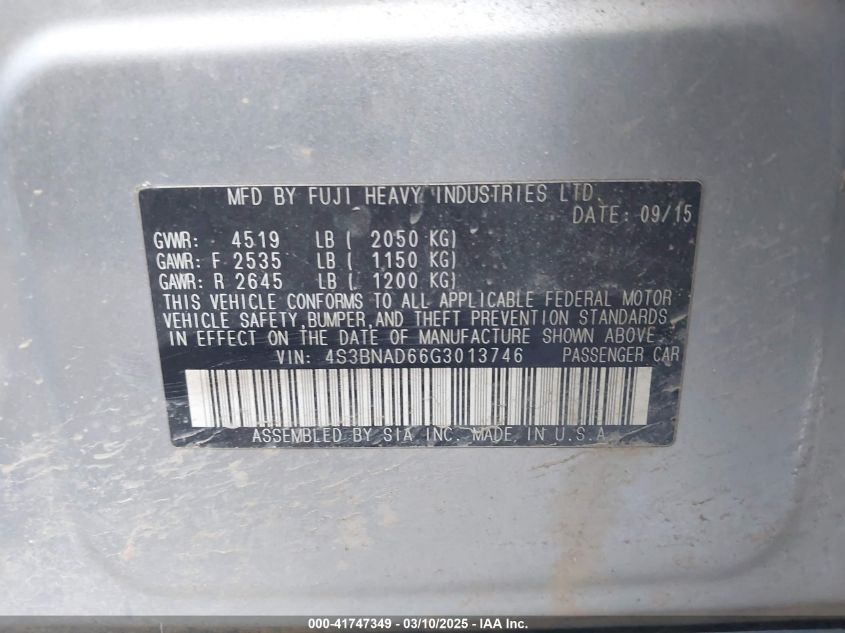 MFD BY FUJI HEAVY INDUSTRIES LTD.
DATE: 09/15
GVWR: 4519 LB ( 2050 KG)
GAWR: F 2535 LB ( 1150 KG)
GAWR: R 2645 LB ( 1200 KG)
THIS VEHICLE CONFORMS TO ALL APPLICABLE FEDERAL MOTOR
VEHICLE SAFETY, BUMPER, AND THEFT PREVENTION STANDARDS
IN EFFECT ON THE DATE OF MANUFACTURE SHOWN ABOVE
VIN: 4S3BNAD66G3013746 PASSENGER CAR
ASSEMBLED BY SIA INC. MADE IN U.S.A.
000-41747349 - 03/10/2025 - IAA Inc.